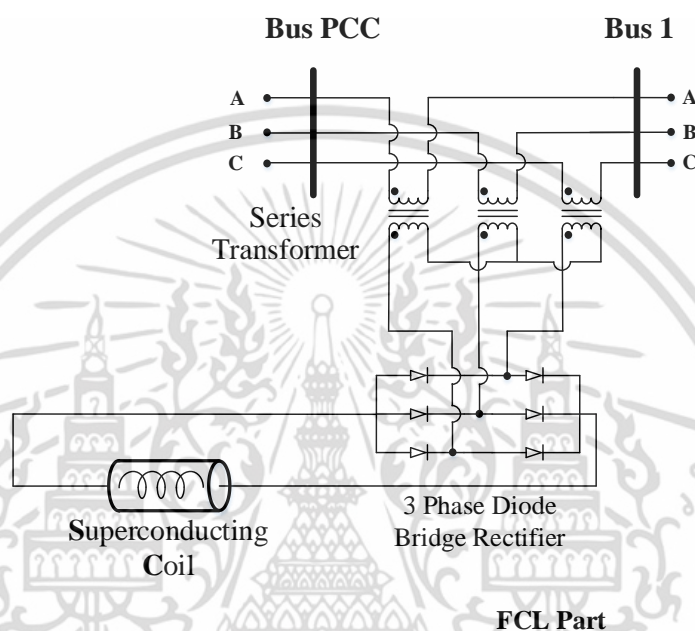 Bus PCC
Bus 1
A
A
B
B
C
C
Series
Transformer
3 Phase Diode
Bridge Rectifier
Superconducting
Coil
FCL Part